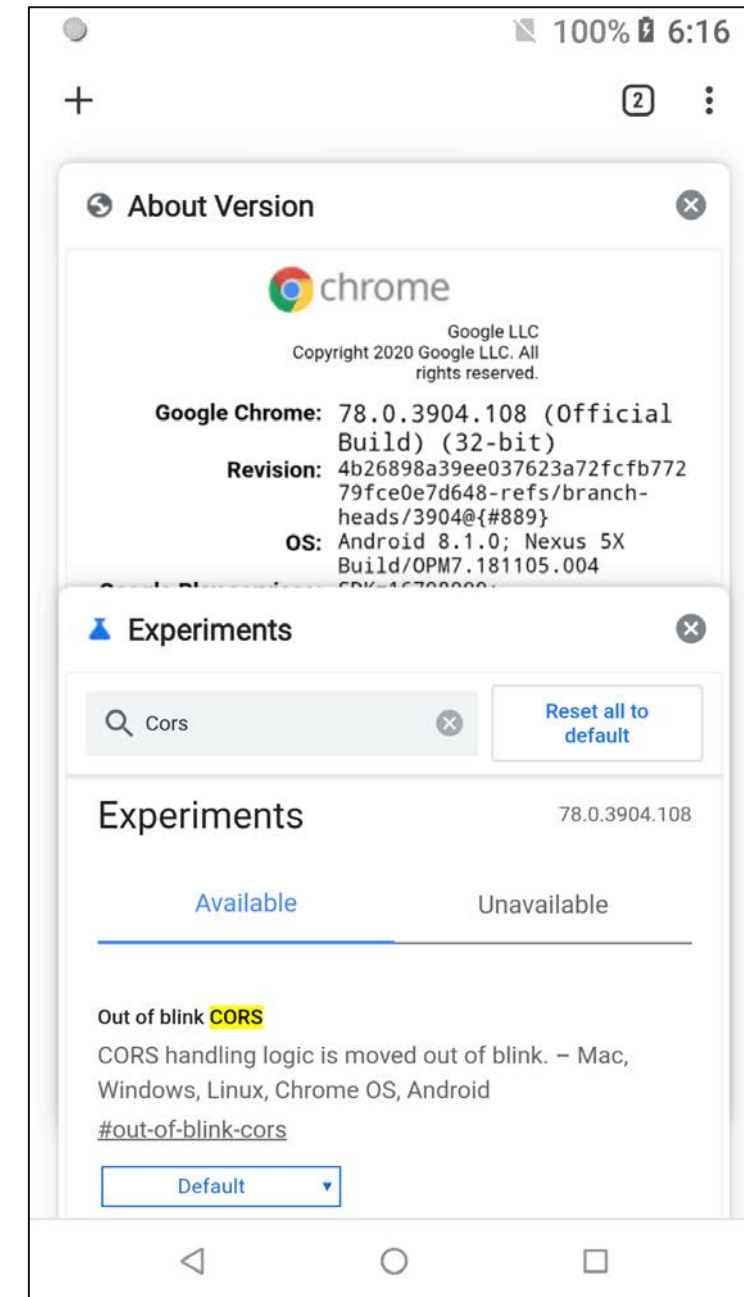 100% 6:16
2
About Version
chrome
Google LLC
Copyright 2020 Google LLC. All
rights reserved.
Google Chrome: 78.0.3904.108 (Official
Build) (32-bit)
Revision: 4b26898a39ee037623a72fcfb772
79fce0e7d648-refs/branch-
heads/3904@{#889}
OS: Android 8.1.0; Nexus 5X
Build/OPM7.181105.004
Experiments
Cors
Reset all to
default
Experiments 78.0.3904.108
Available Unavailable
Out of blink CORS
CORS handling logic is moved out of blink. – Mac,
Windows, Linux, Chrome OS, Android
#out-of-blink-cors
Default